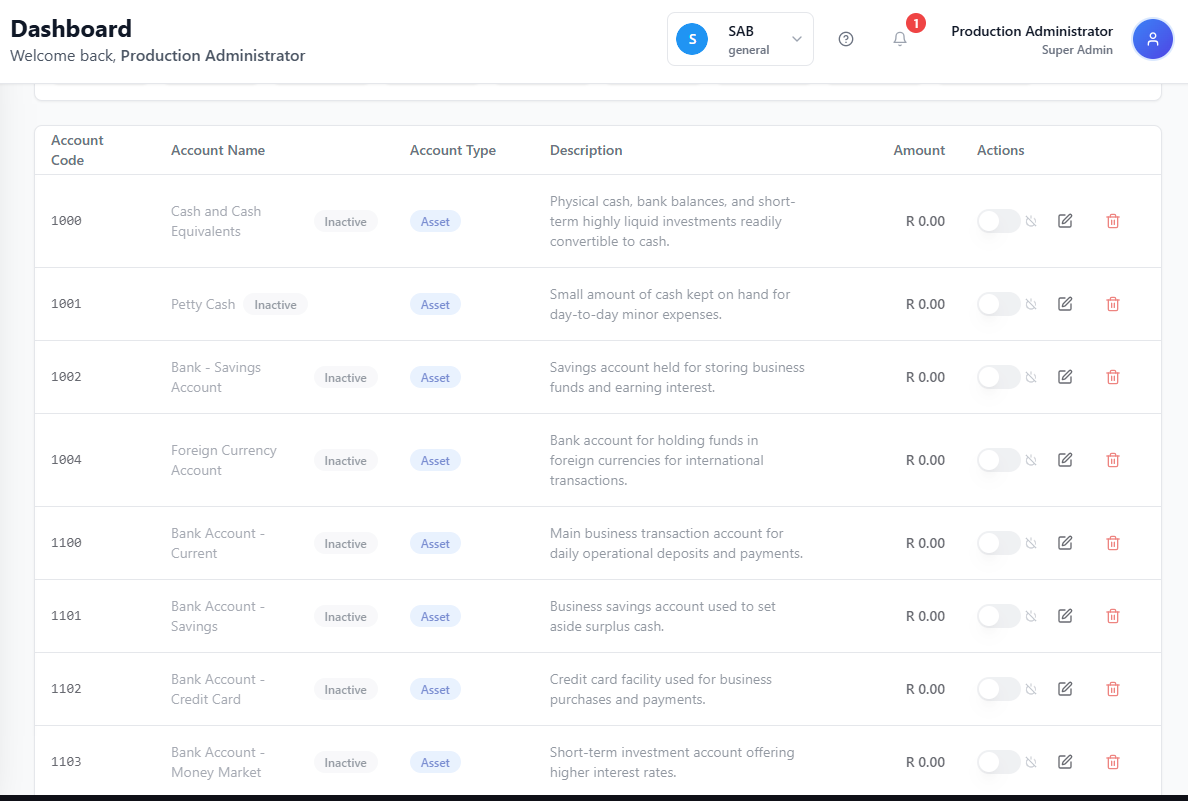 Dashboard
Welcome back, Production Administrator
S
SAB
general
1
Production Administrator
Super Admin
Account
Code
Account Name
Account Type
Description
Amount
Actions
1000
Cash and Cash
Equivalents
Inactive
Asset
Physical cash, bank balances, and short-
term highly liquid investments readily
convertible to cash.
R 0.00
1001
Petty Cash
Inactive
Asset
Small amount of cash kept on hand for
day-to-day minor expenses.
R 0.00
1002
Bank - Savings
Account
Inactive
Asset
Savings account held for storing business
funds and earning interest.
R 0.00
1004
Foreign Currency
Account
Inactive
Asset
Bank account for holding funds in
foreign currencies for international
transactions.
R 0.00
1100
Bank Account -
Current
Inactive
Asset
Main business transaction account for
daily operational deposits and payments.
R 0.00
1101
Bank Account -
Savings
Inactive
Asset
Business savings account used to set
aside surplus cash.
R 0.00
1102
Bank Account -
Credit Card
Inactive
Asset
Credit card facility used for business
purchases and payments.
R 0.00
1103
Bank Account -
Money Market
Inactive
Asset
Short-term investment account offering
higher interest rates.
R 0.00